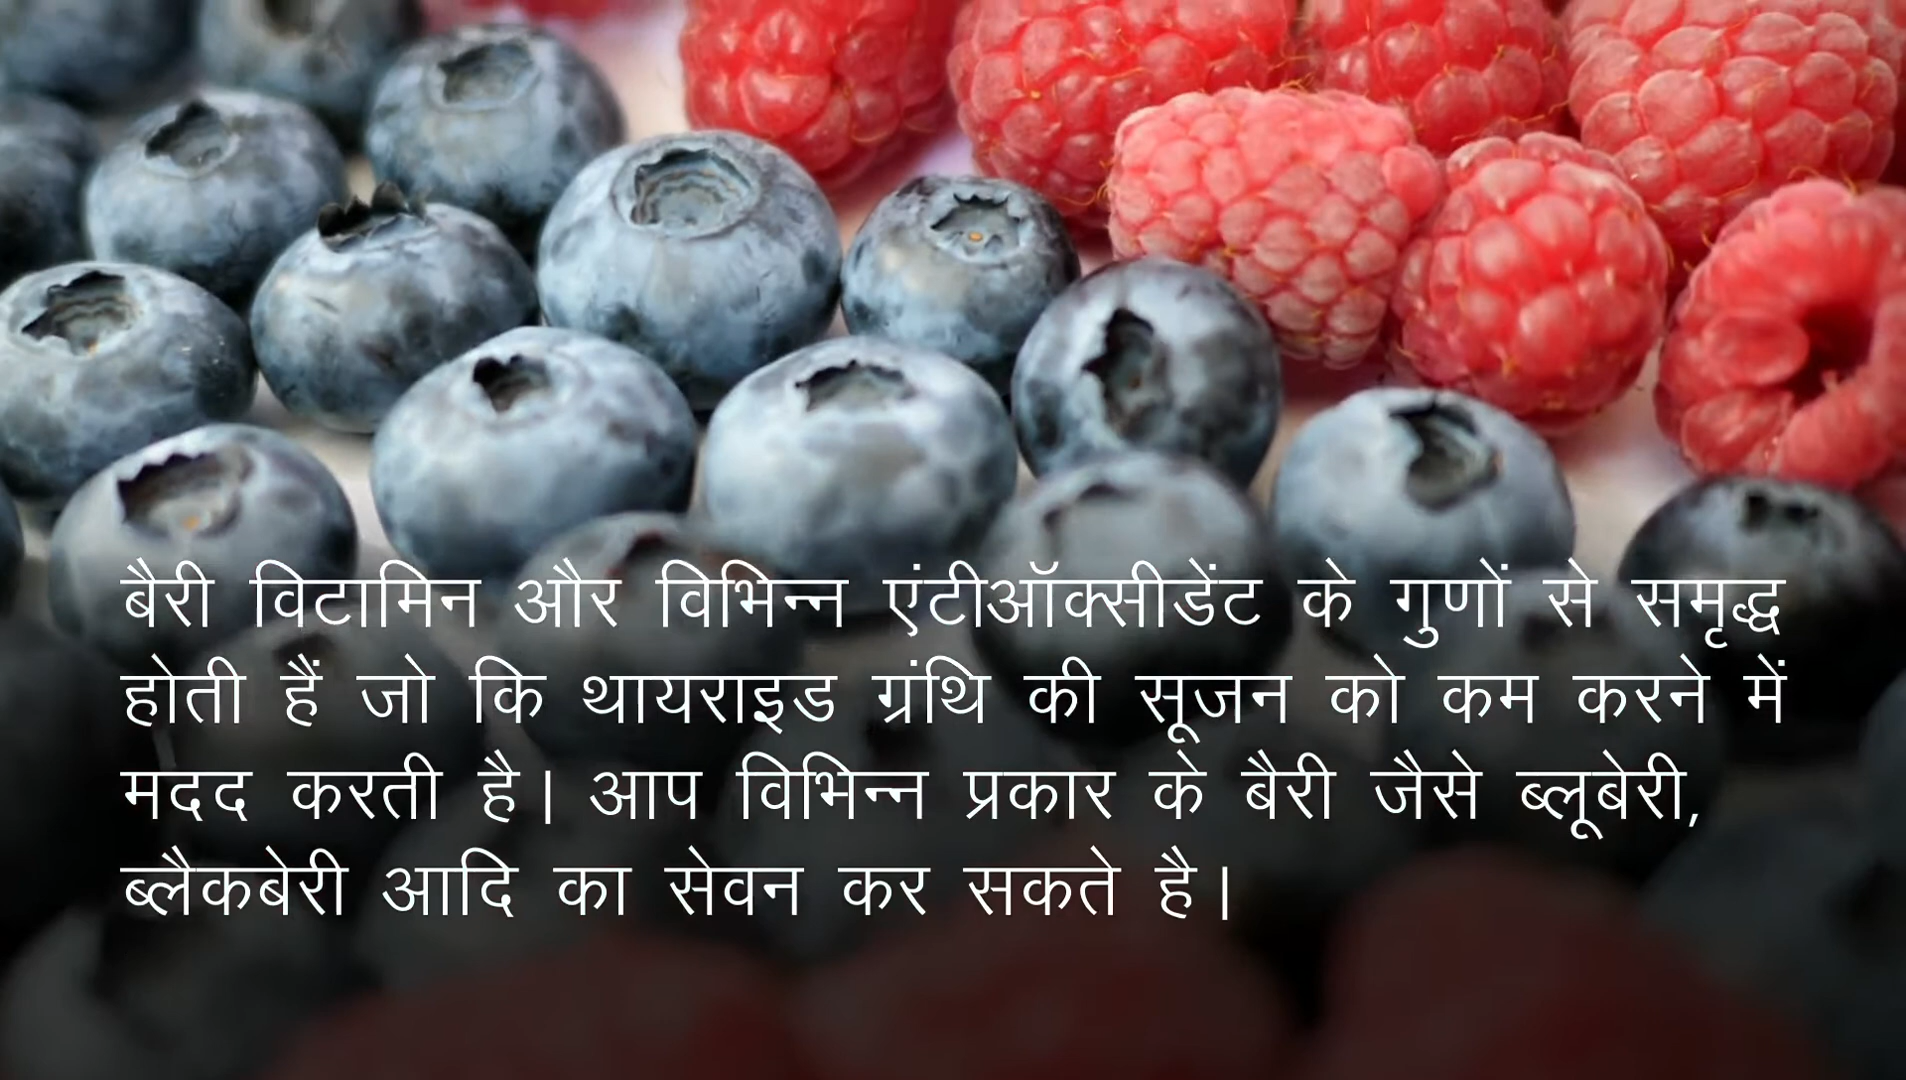 बैरी विटामिन और विभिन्न एंटीऑक्सीडेंट के गुणों से समृद्ध
होती हैं जो कि थायराइड ग्रंथि की सूजन को कम करने में
मदद करती है। आप विभिन्न प्रकार के बैरी जैसे ब्लूबेरी,
ब्लैकबेरी आदि का सेवन कर सकते है।